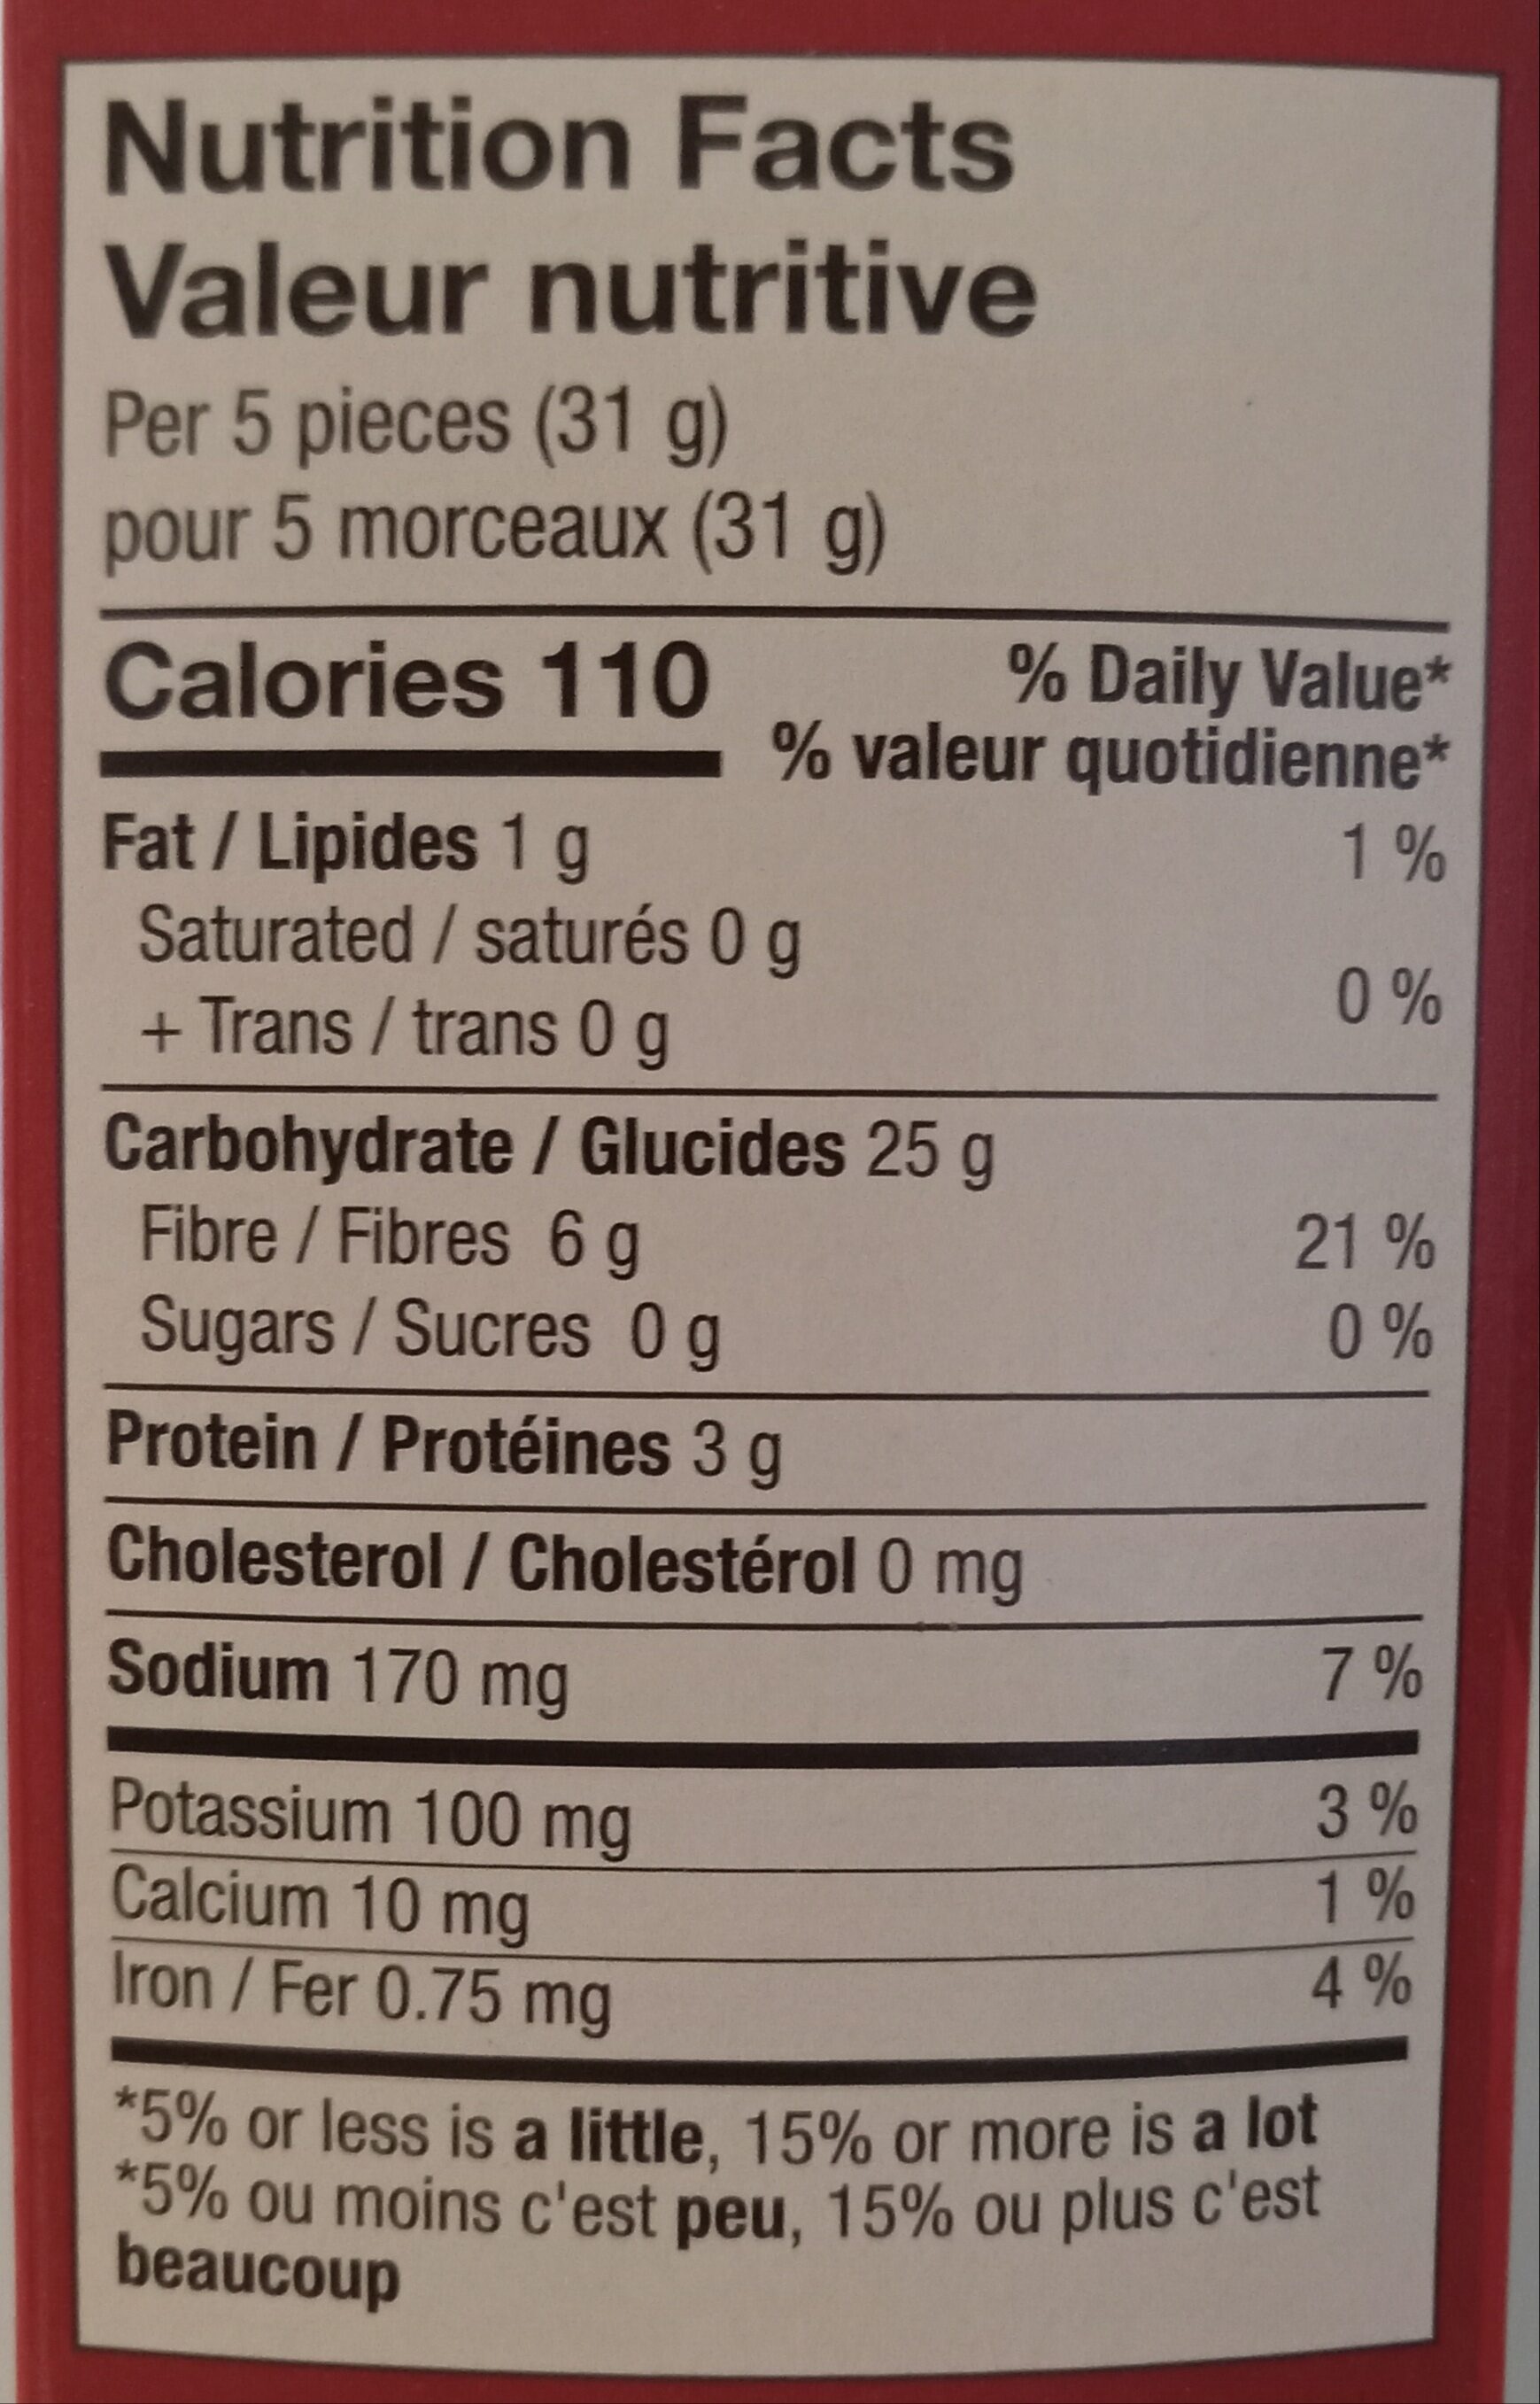 Nutrition Facts
Valeur nutritive
Per 5 pieces (31 g)
pour 5 morceaux (31 g)
Calories 110
% Daily Value*
% valeur quotidienne*
Fat / Lipides 1 g 1 %
Saturated / saturés 0 g
+ Trans / trans 0 g 0 %
Carbohydrate / Glucides 25 g
Fibre / Fibres 6 g 21 %
Sugars / Sucres 0 g 0 %
Protein / Protéines 3 g
Cholesterol / Cholestérol 0 mg
Sodium 170 mg 7 %
Potassium 100 mg 3 %
Calcium 10 mg 1 %
Iron / Fer 0.75 mg 4 %
*5% or less is a little, 15% or more is a lot
*5% ou moins c'est peu, 15% ou plus c'est
beaucoup